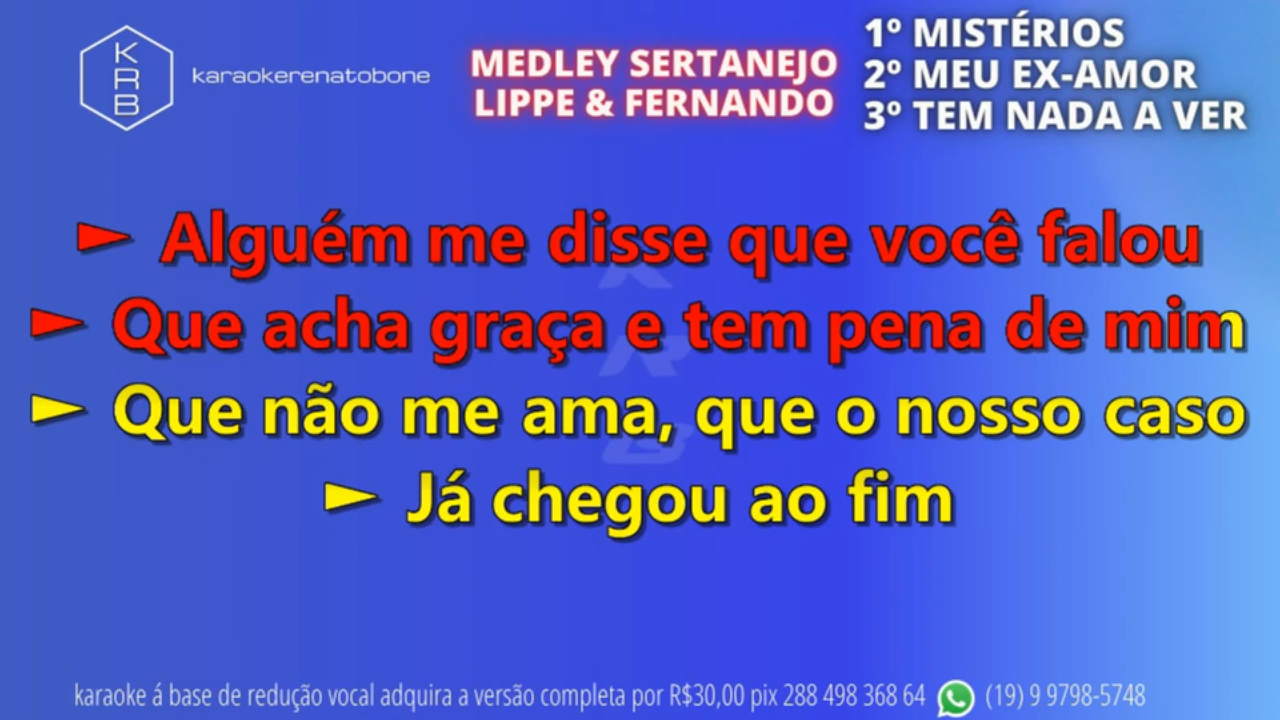 K
R
B
karaokerenatobone
MEDLEY SERTANEJO
LIPPE & FERNANDO
1º MISTÉRIOS
2º MEU EX-AMOR
3º TEM NADA A VER
► Alguém me disse que você falou
► Que acha graça e tem pena de mim
► Que não me ama, que o nosso caso
► Já chegou ao fim
karaoke á base de redução vocal adquira a versão completa por R$30,00 pix 288 498 368 64 (19) 9 9798-5748